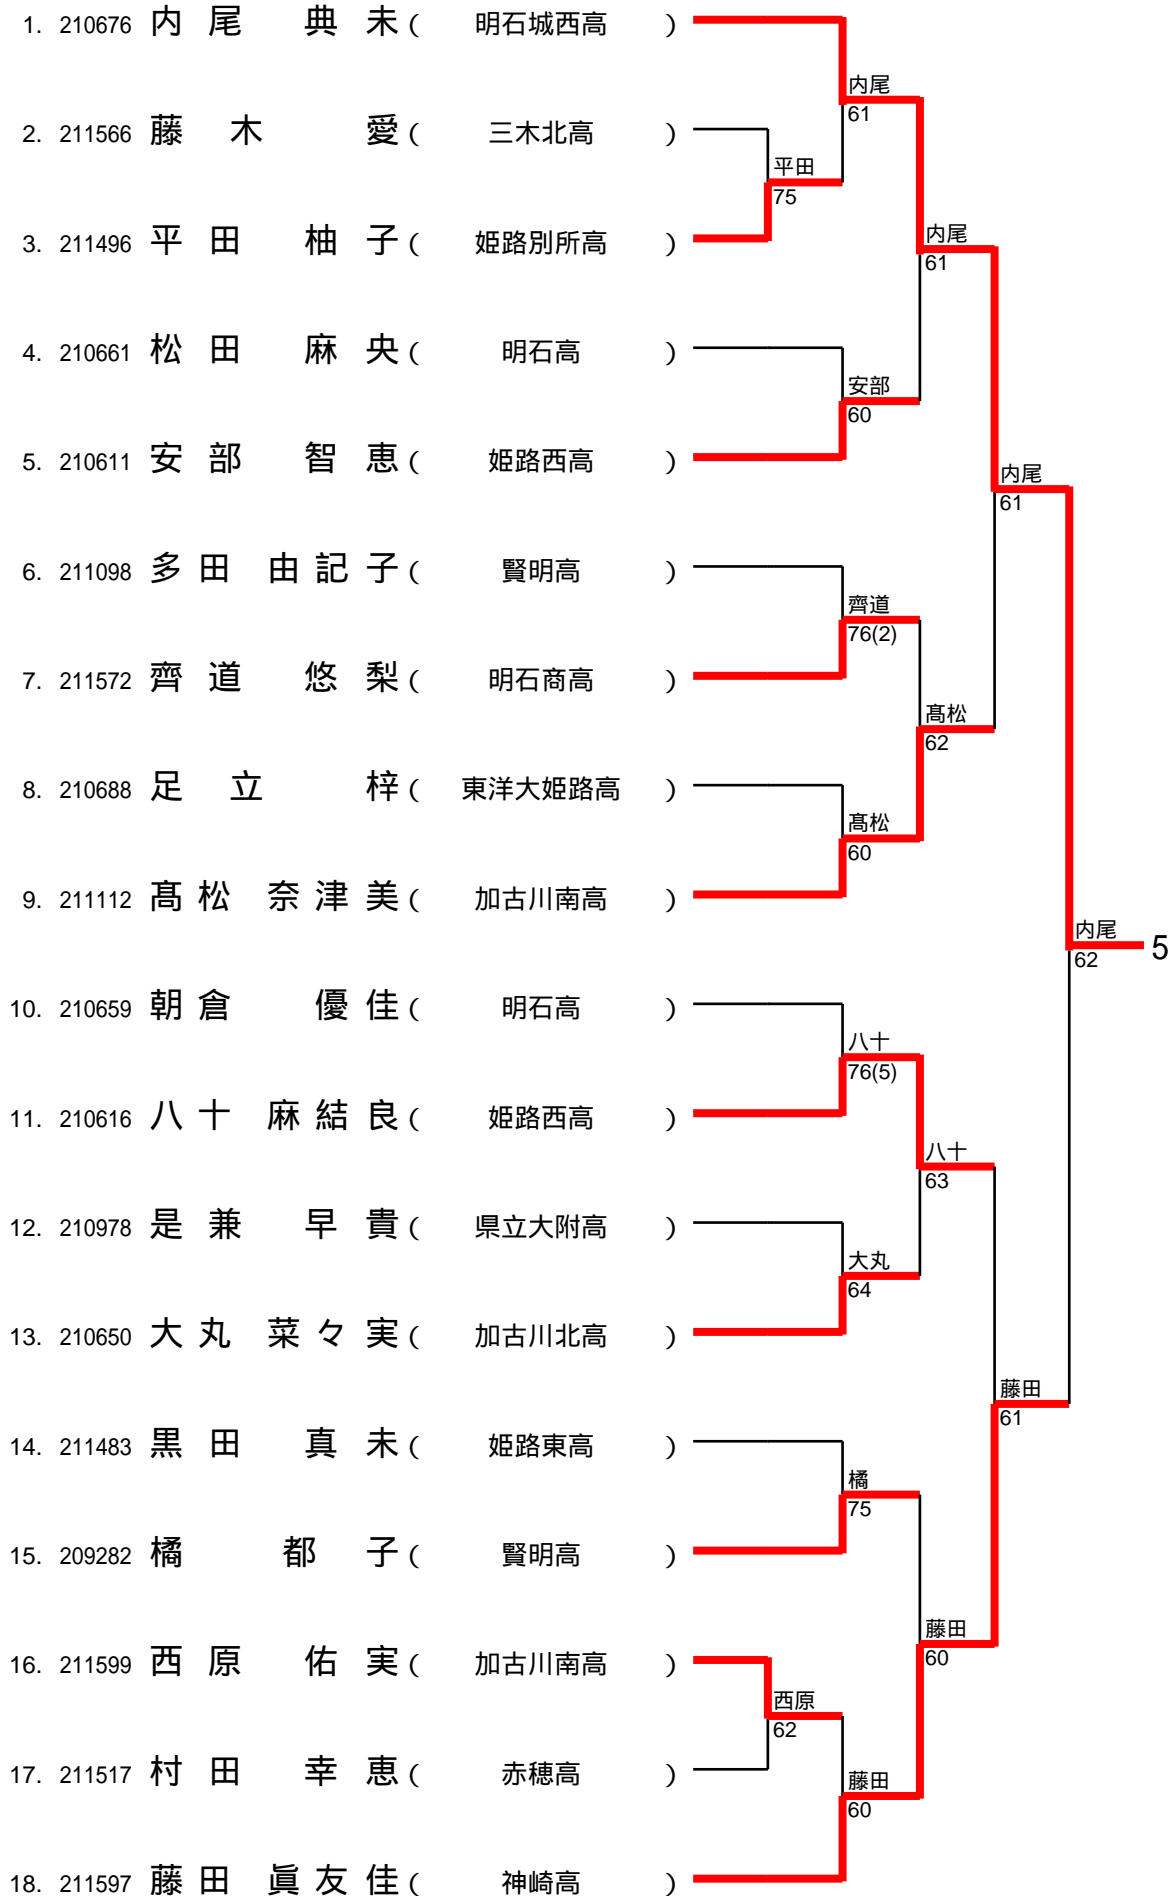 1. 210676 内尾 典未 ( 明石城西高 )
内尾
61
2. 211566 藤木 愛 ( 三木北高 )
平田
75
3. 211496 平田 柚子 ( 姫路別所高 )
内尾
61
4. 210661 松田 麻央 ( 明石高 )
安部
60
5. 210611 安部 智恵 ( 姫路西高 )
内尾
61
6. 211098 多田 由記子 ( 賢明高 )
齊道
76(2)
7. 211572 齊道 悠梨 ( 明石商高 )
髙松
62
8. 210688 足立 梓 ( 東洋大姫路高 )
髙松
60
9. 211112 髙松 奈津美 ( 加古川南高 )
内尾
62
5
10. 210659 朝倉 優佳 ( 明石高 )
八十
76(5)
11. 210616 八十 麻結良 ( 姫路西高 )
八十
63
12. 210978 是兼 早貴 ( 県立大附高 )
大丸
64
13. 210650 大丸 菜々実 ( 加古川北高 )
藤田
61
14. 211483 黒田 真未 ( 姫路東高 )
橘
75
15. 209282 橘 都子 ( 賢明高 )
藤田
60
16. 211599 西原 佑実 ( 加古川南高 )
西原
62
17. 211517 村田 幸恵 ( 赤穂高 )
藤田
60
18. 211597 藤田 眞友佳 ( 神崎高 )